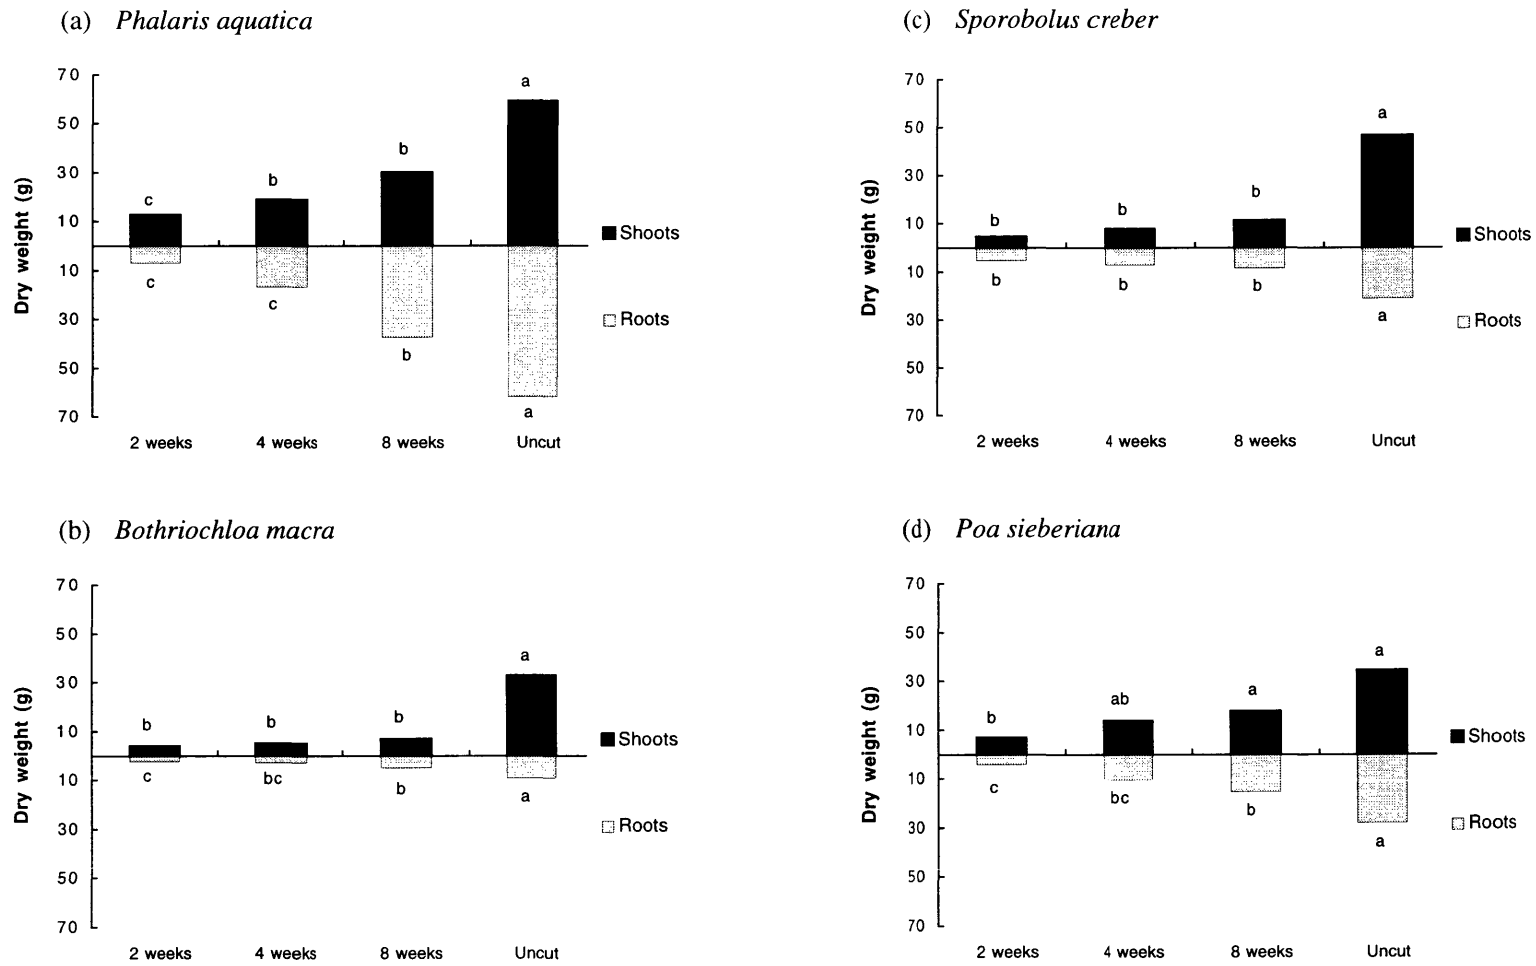 (a) Phalaris aquatica
70
a
50
b
30
b
c
10
Shoots
Dry weight (g)
10
c
c
30
Roots
b
50
a
70
2 weeks 4 weeks 8 weeks Uncut
(c) Sporobolus creber
70
a
50
30
b
b
b
10
Shoots
Dry weight (g)
10
b b b
30
a
Roots
50
70
2 weeks 4 weeks 8 weeks Uncut
(b) Bothriochloa macra
70
50
a
30
b b b
10
Shoots
Dry weight (g)
10
c bc b a
30
Roots
50
70
2 weeks 4 weeks 8 weeks Uncut
(d) Poa sieberiana
70
50
a
30
b ab a
10
Shoots
Dry weight (g)
10
c bc b
30
a
Roots
50
70
2 weeks 4 weeks 8 weeks Uncut